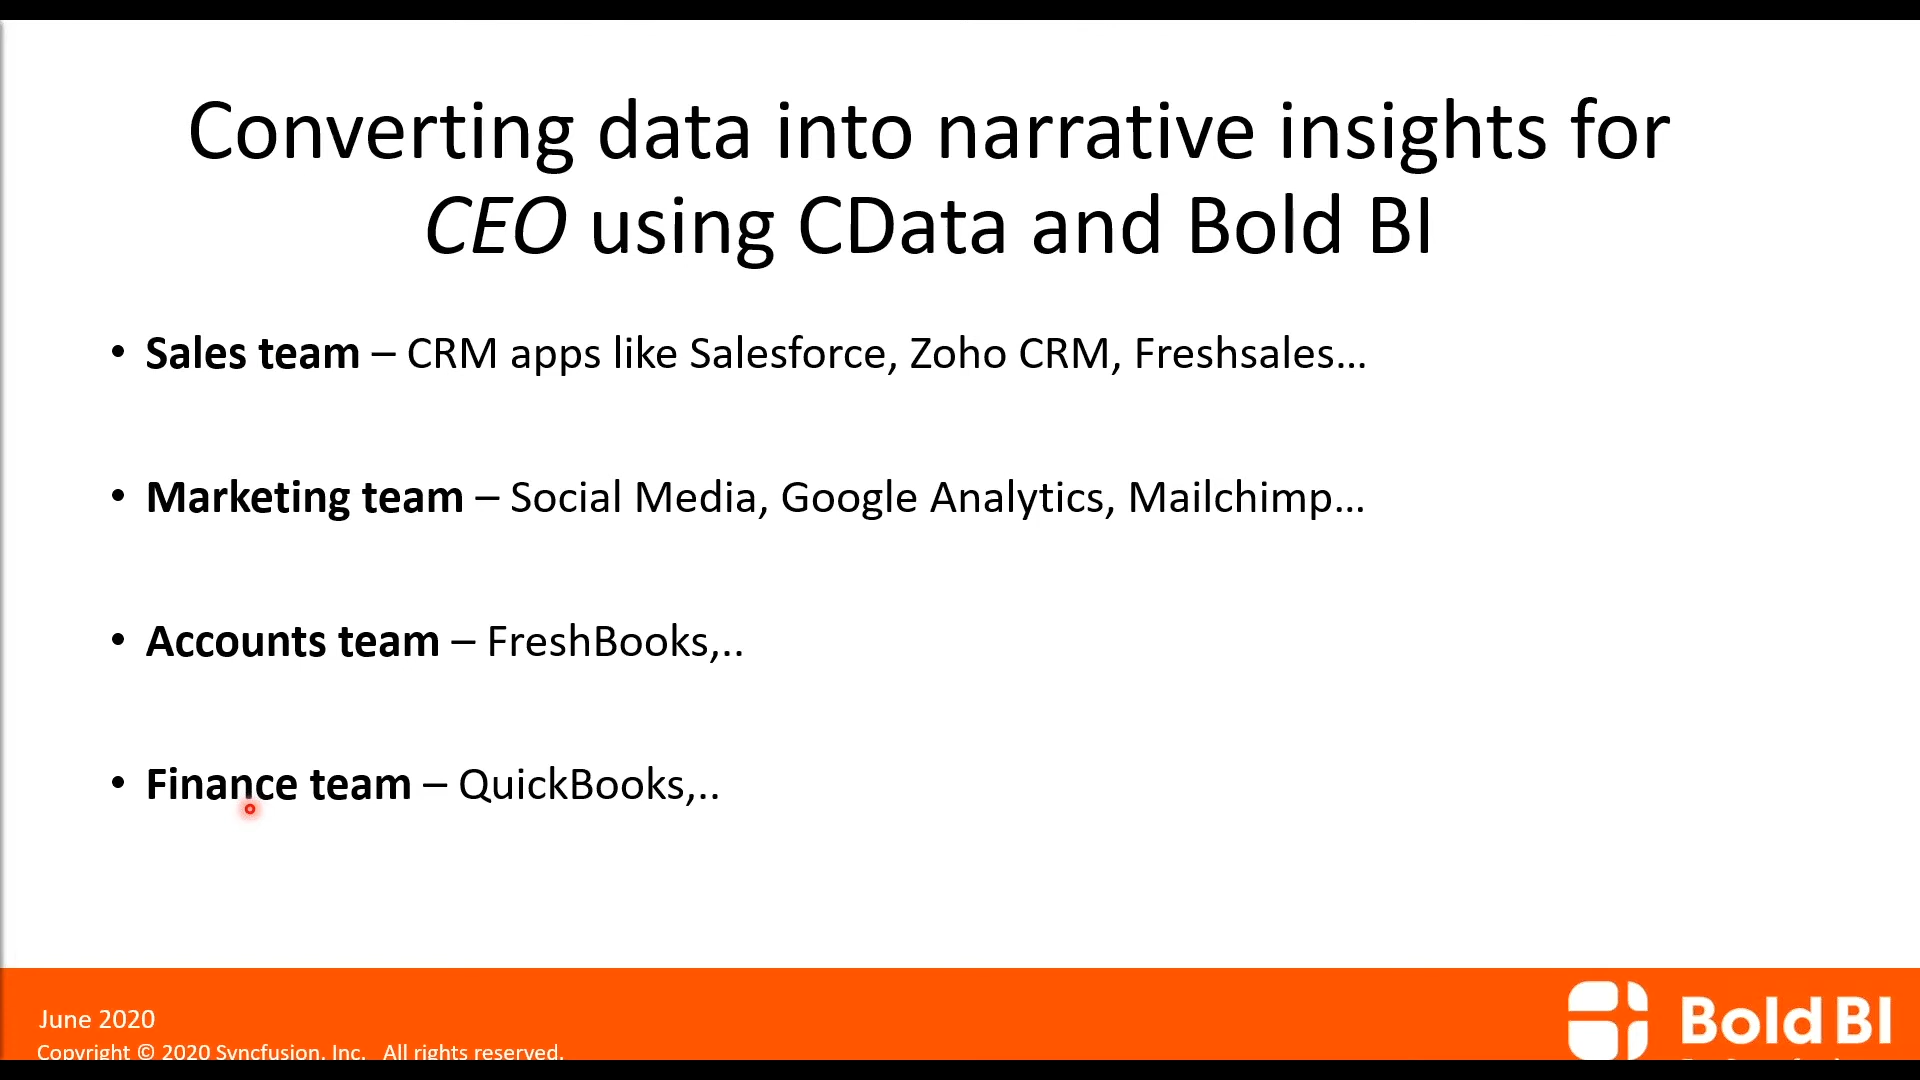 Converting data into narrative insights for
CEO using CData and Bold BI
• Sales team – CRM apps like Salesforce, Zoho CRM, Freshsales...
• Marketing team – Social Media, Google Analytics, Mailchimp...
• Accounts team – FreshBooks,..
• Finance team – QuickBooks,..
June 2020
Copyright © 2020 Syncfusion, Inc. All rights reserved.
Bold BI